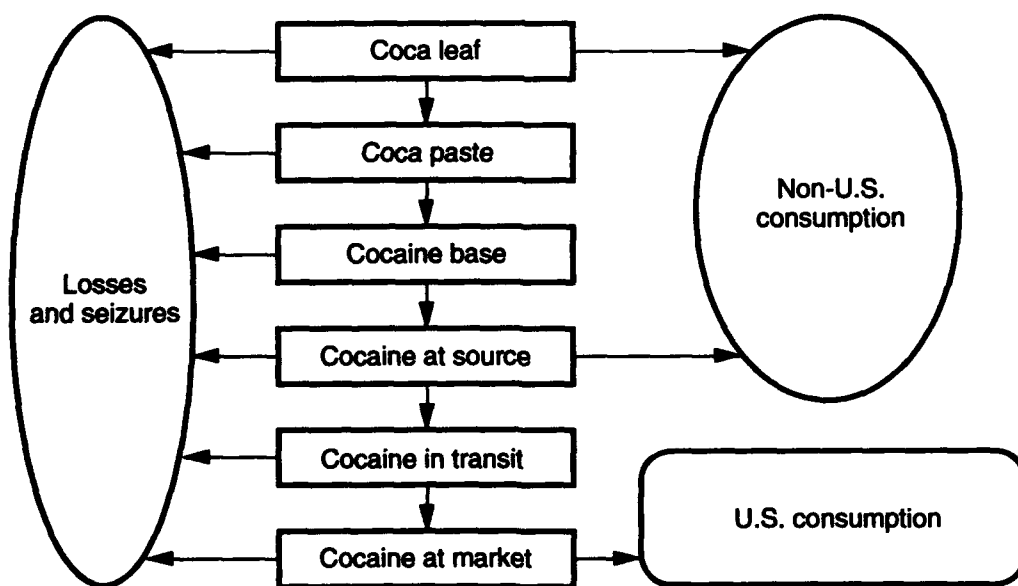 Coca leaf
Coca paste
Non-U.S.
consumption
Cocaine base
Losses
and seizures
Cocaine at source
Cocaine in transit
U.S. consumption
Cocaine at market